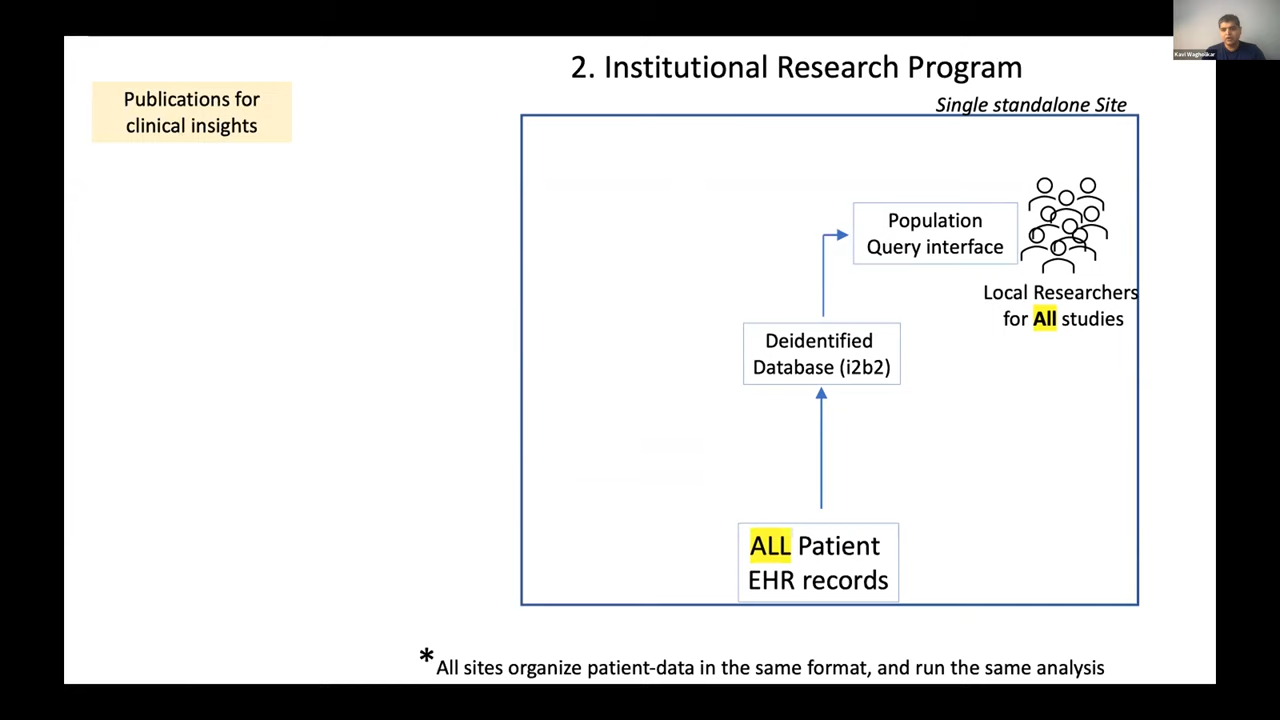 Kavi Wagholikar
2. Institutional Research Program
Single standalone Site
Publications for
clinical insights
Population
Query interface
Local Researchers
for All studies
Deidentified
Database (i2b2)
ALL Patient
EHR records
*All sites organize patient-data in the same format, and run the same analysis